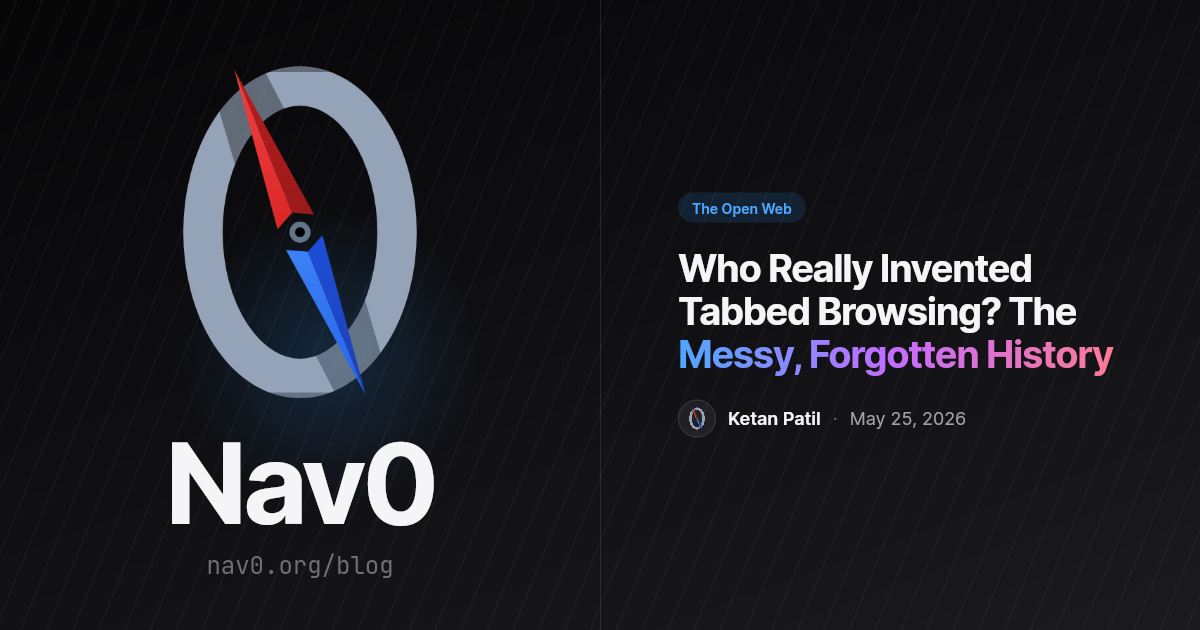 Nav0
nav0.org/blog
The Open Web
Who Really Invented
Tabbed Browsing? The
Messy, Forgotten History
Ketan Patil · May 25, 2026